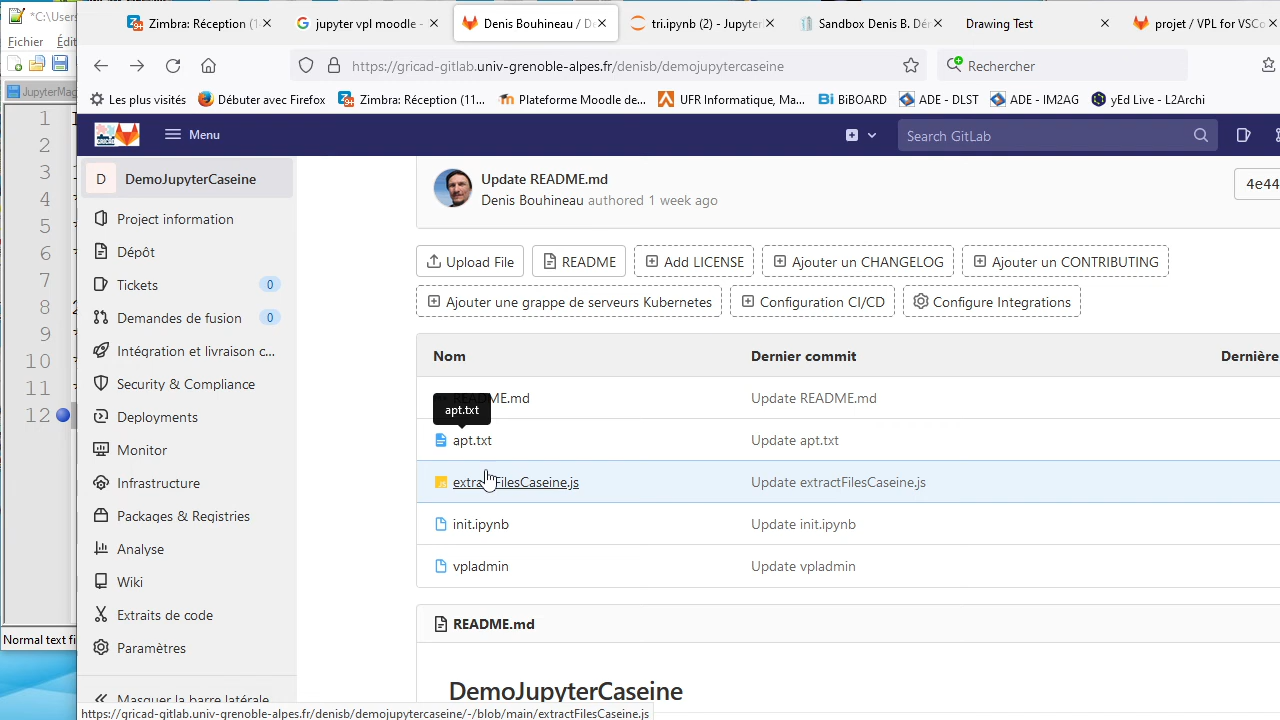 *C:\Users
Zimbra: Réception (1
jupyter vpl moodle -
Denis Bouhineau / De
tri.ipynb (2) - Jupyter
Sandbox Denis B. Dér
Drawing Test
projet / VPL for VSCo
Fichier Édi
https://gricad-gitlab.univ-grenoble-alpes.fr/denisb/demojupytercaseine
Rechercher
JupyterMag
Les plus visités
Débuter avec Firefox
Zimbra: Réception (11...
Plateforme Moodle de...
UFR Informatique, Ma...
BiBOARD
ADE - DLST
ADE - IM2AG
yEd Live - L2Archi
Menu
Search GitLab
1
2
3
4
5
6
7
8
9
10
11
12
D
DemoJupyterCaseine
Project information
Dépôt
Tickets 0
Demandes de fusion 0
Intégration et livraison c...
Security & Compliance
Deployments
Monitor
Infrastructure
Packages & Registries
Analyse
Wiki
Extraits de code
Paramètres
Masquer la barre latérale
Update README.md
Denis Bouhineau authored 1 week ago
4e44
Upload File
README
Add LICENSE
Ajouter un CHANGELOG
Ajouter un CONTRIBUTING
Ajouter une grappe de serveurs Kubernetes
Configuration CI/CD
Configure Integrations
Nom Dernier commit Dernière
README.md Update README.md
apt.txt
apt.txt Update apt.txt
extractFilesCaseine.js Update extractFilesCaseine.js
init.ipynb Update init.ipynb
vpladmin Update vpladmin
README.md
DemoJupyterCaseine
Normal text fi
https://gricad-gitlab.univ-grenoble-alpes.fr/denisb/demojupytercaseine/-/blob/main/extractFilesCaseine.js